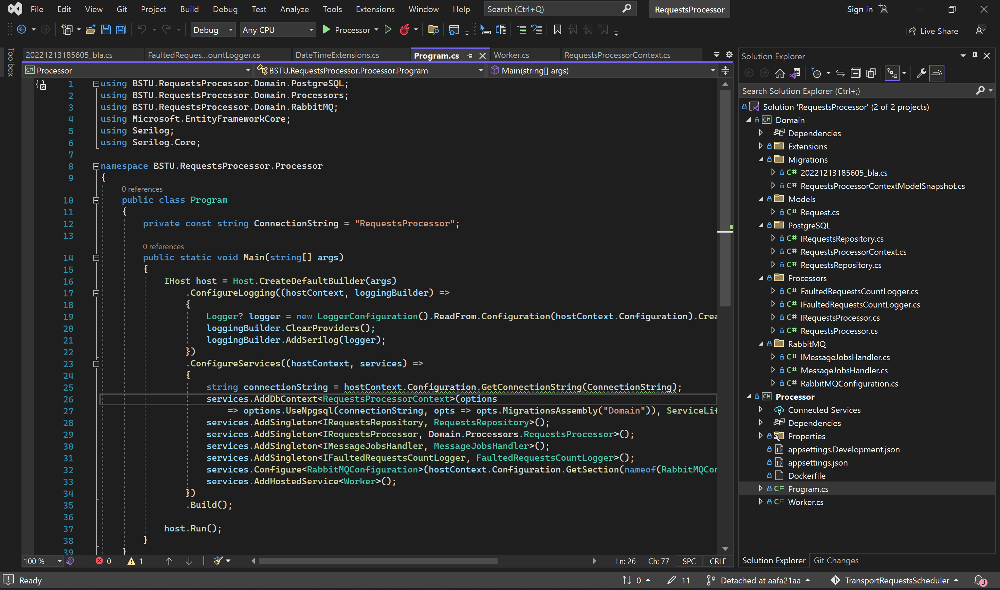 File Edit View Git Project Build Debug Test Analyze Tools Extensions Window Help Search (Ctrl+Q) RequestsProcessor Sign in
Debug Any CPU Processor Live Share
Toolbox
20221213185605_bla.cs FaultedReques...ountLogger.cs DateTimeExtensions.cs Program.cs Worker.cs RequestsProcessorContext.cs
C# Processor BSTU.RequestsProcessor.Processor.Program Main(string[] args)
1 using BSTU.RequestsProcessor.Domain.PostgreSQL;
2 using BSTU.RequestsProcessor.Domain.Processors;
3 using BSTU.RequestsProcessor.Domain.RabbitMQ;
4 using Microsoft.EntityFrameworkCore;
5 using Serilog;
6 using Serilog.Core;
7
8 namespace BSTU.RequestsProcessor.Processor
9 {
0 references
10 public class Program
11 {
12 private const string ConnectionString = "RequestsProcessor";
13
0 references
14 public static void Main(string[] args)
15 {
16 IHost host = Host.CreateDefaultBuilder(args)
17 .ConfigureLogging((hostContext, loggingBuilder) =>
18 {
19 Logger? logger = new LoggerConfiguration().ReadFrom.Configuration(hostContext.Configuration).Crea
20 loggingBuilder.ClearProviders();
21 loggingBuilder.AddSerilog(logger);
22 })
23 .ConfigureServices((hostContext, services) =>
24 {
25 string connectionString = hostContext.Configuration.GetConnectionString(ConnectionString);
26 services.AddDbContext<RequestsProcessorContext>(options
27 => options.UseNpgsql(connectionString, opts => opts.MigrationsAssembly("Domain")), ServiceLif
28 services.AddSingleton<IRequestsRepository, RequestsRepository>();
29 services.AddSingleton<IRequestsProcessor, Domain.Processors.RequestsProcessor>();
30 services.AddSingleton<IMessageJobsHandler, MessageJobsHandler>();
31 services.AddSingleton<IFaultedRequestsCountLogger, FaultedRequestsCountLogger>();
32 services.Configure<RabbitMQConfiguration>(hostContext.Configuration.GetSection(nameof(RabbitMQCon
33 services.AddHostedService<Worker>();
34 })
35 .Build();
36
37 host.Run();
38 }
39 }
100 % 0 1 Ln: 26 Ch: 77 SPC CRLF
Solution Explorer
Search Solution Explorer (Ctrl+;)
Solution 'RequestsProcessor' (2 of 2 projects)
C# Domain
Dependencies
Extensions
Migrations
C# 20221213185605_bla.cs
C# RequestsProcessorContextModelSnapshot.cs
Models
C# Request.cs
PostgreSQL
C# IRequestsRepository.cs
C# RequestsProcessorContext.cs
C# RequestsRepository.cs
Processors
C# FaultedRequestsCountLogger.cs
C# IFaultedRequestsCountLogger.cs
C# IRequestsProcessor.cs
C# RequestsProcessor.cs
RabbitMQ
C# IMessageJobsHandler.cs
C# MessageJobsHandler.cs
C# RabbitMQConfiguration.cs
C# Processor
Connected Services
Dependencies
Properties
appsettings.Development.json
appsettings.json
Dockerfile
C# Program.cs
C# Worker.cs
Solution Explorer Git Changes
Ready 0 11 Detached at aafa21aa TransportRequestsScheduler 3